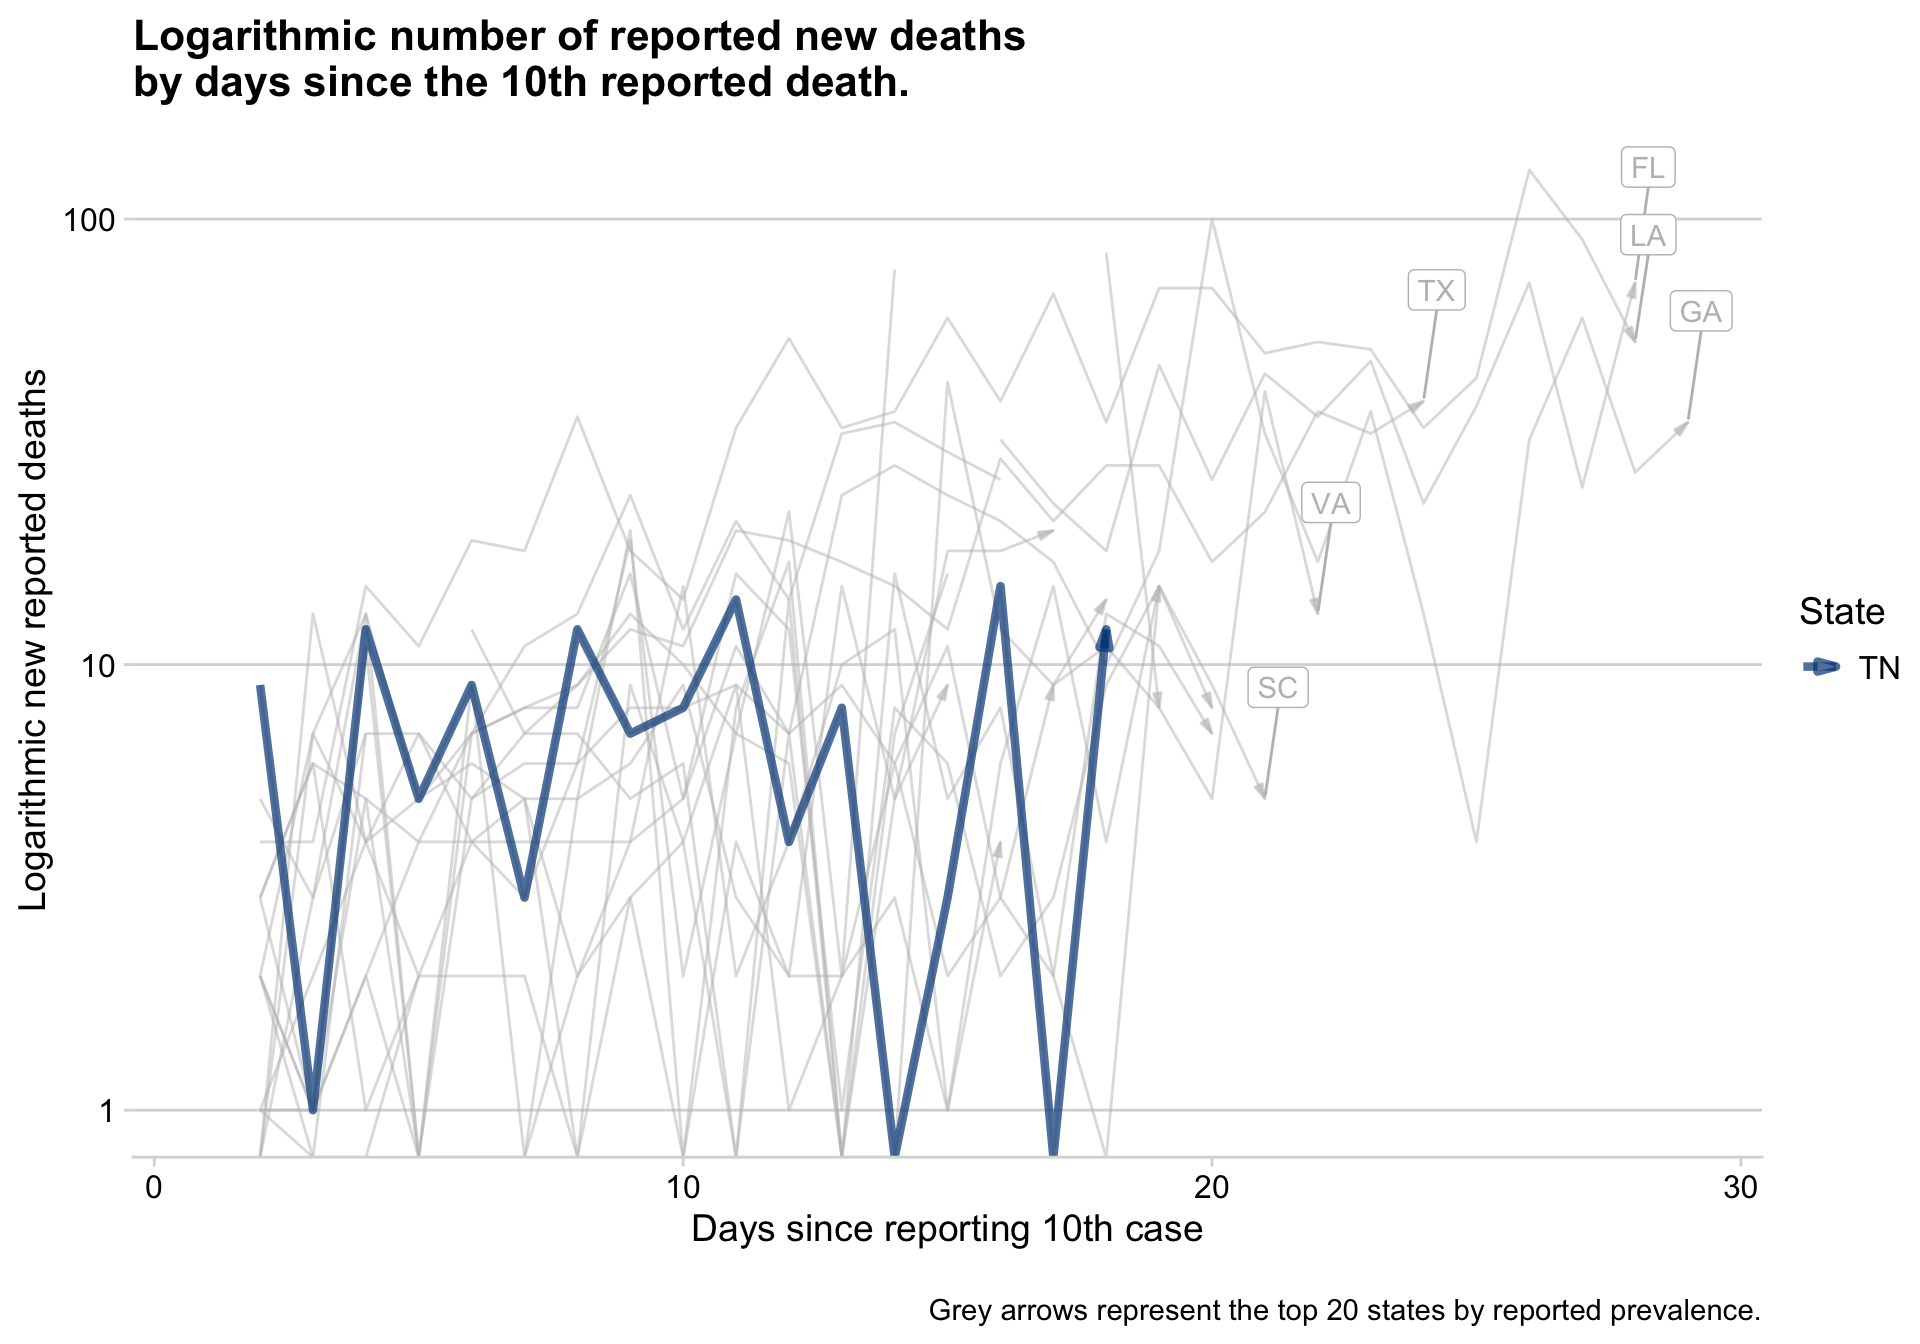 Logarithmic number of reported new deaths
by days since the 10th reported death.
Logarithmic new reported deaths
100
10
1
FL
LA
TX
GA
VA
SC
State
TN
0 10 20 30
Days since reporting 10th case
Grey arrows represent the top 20 states by reported prevalence.